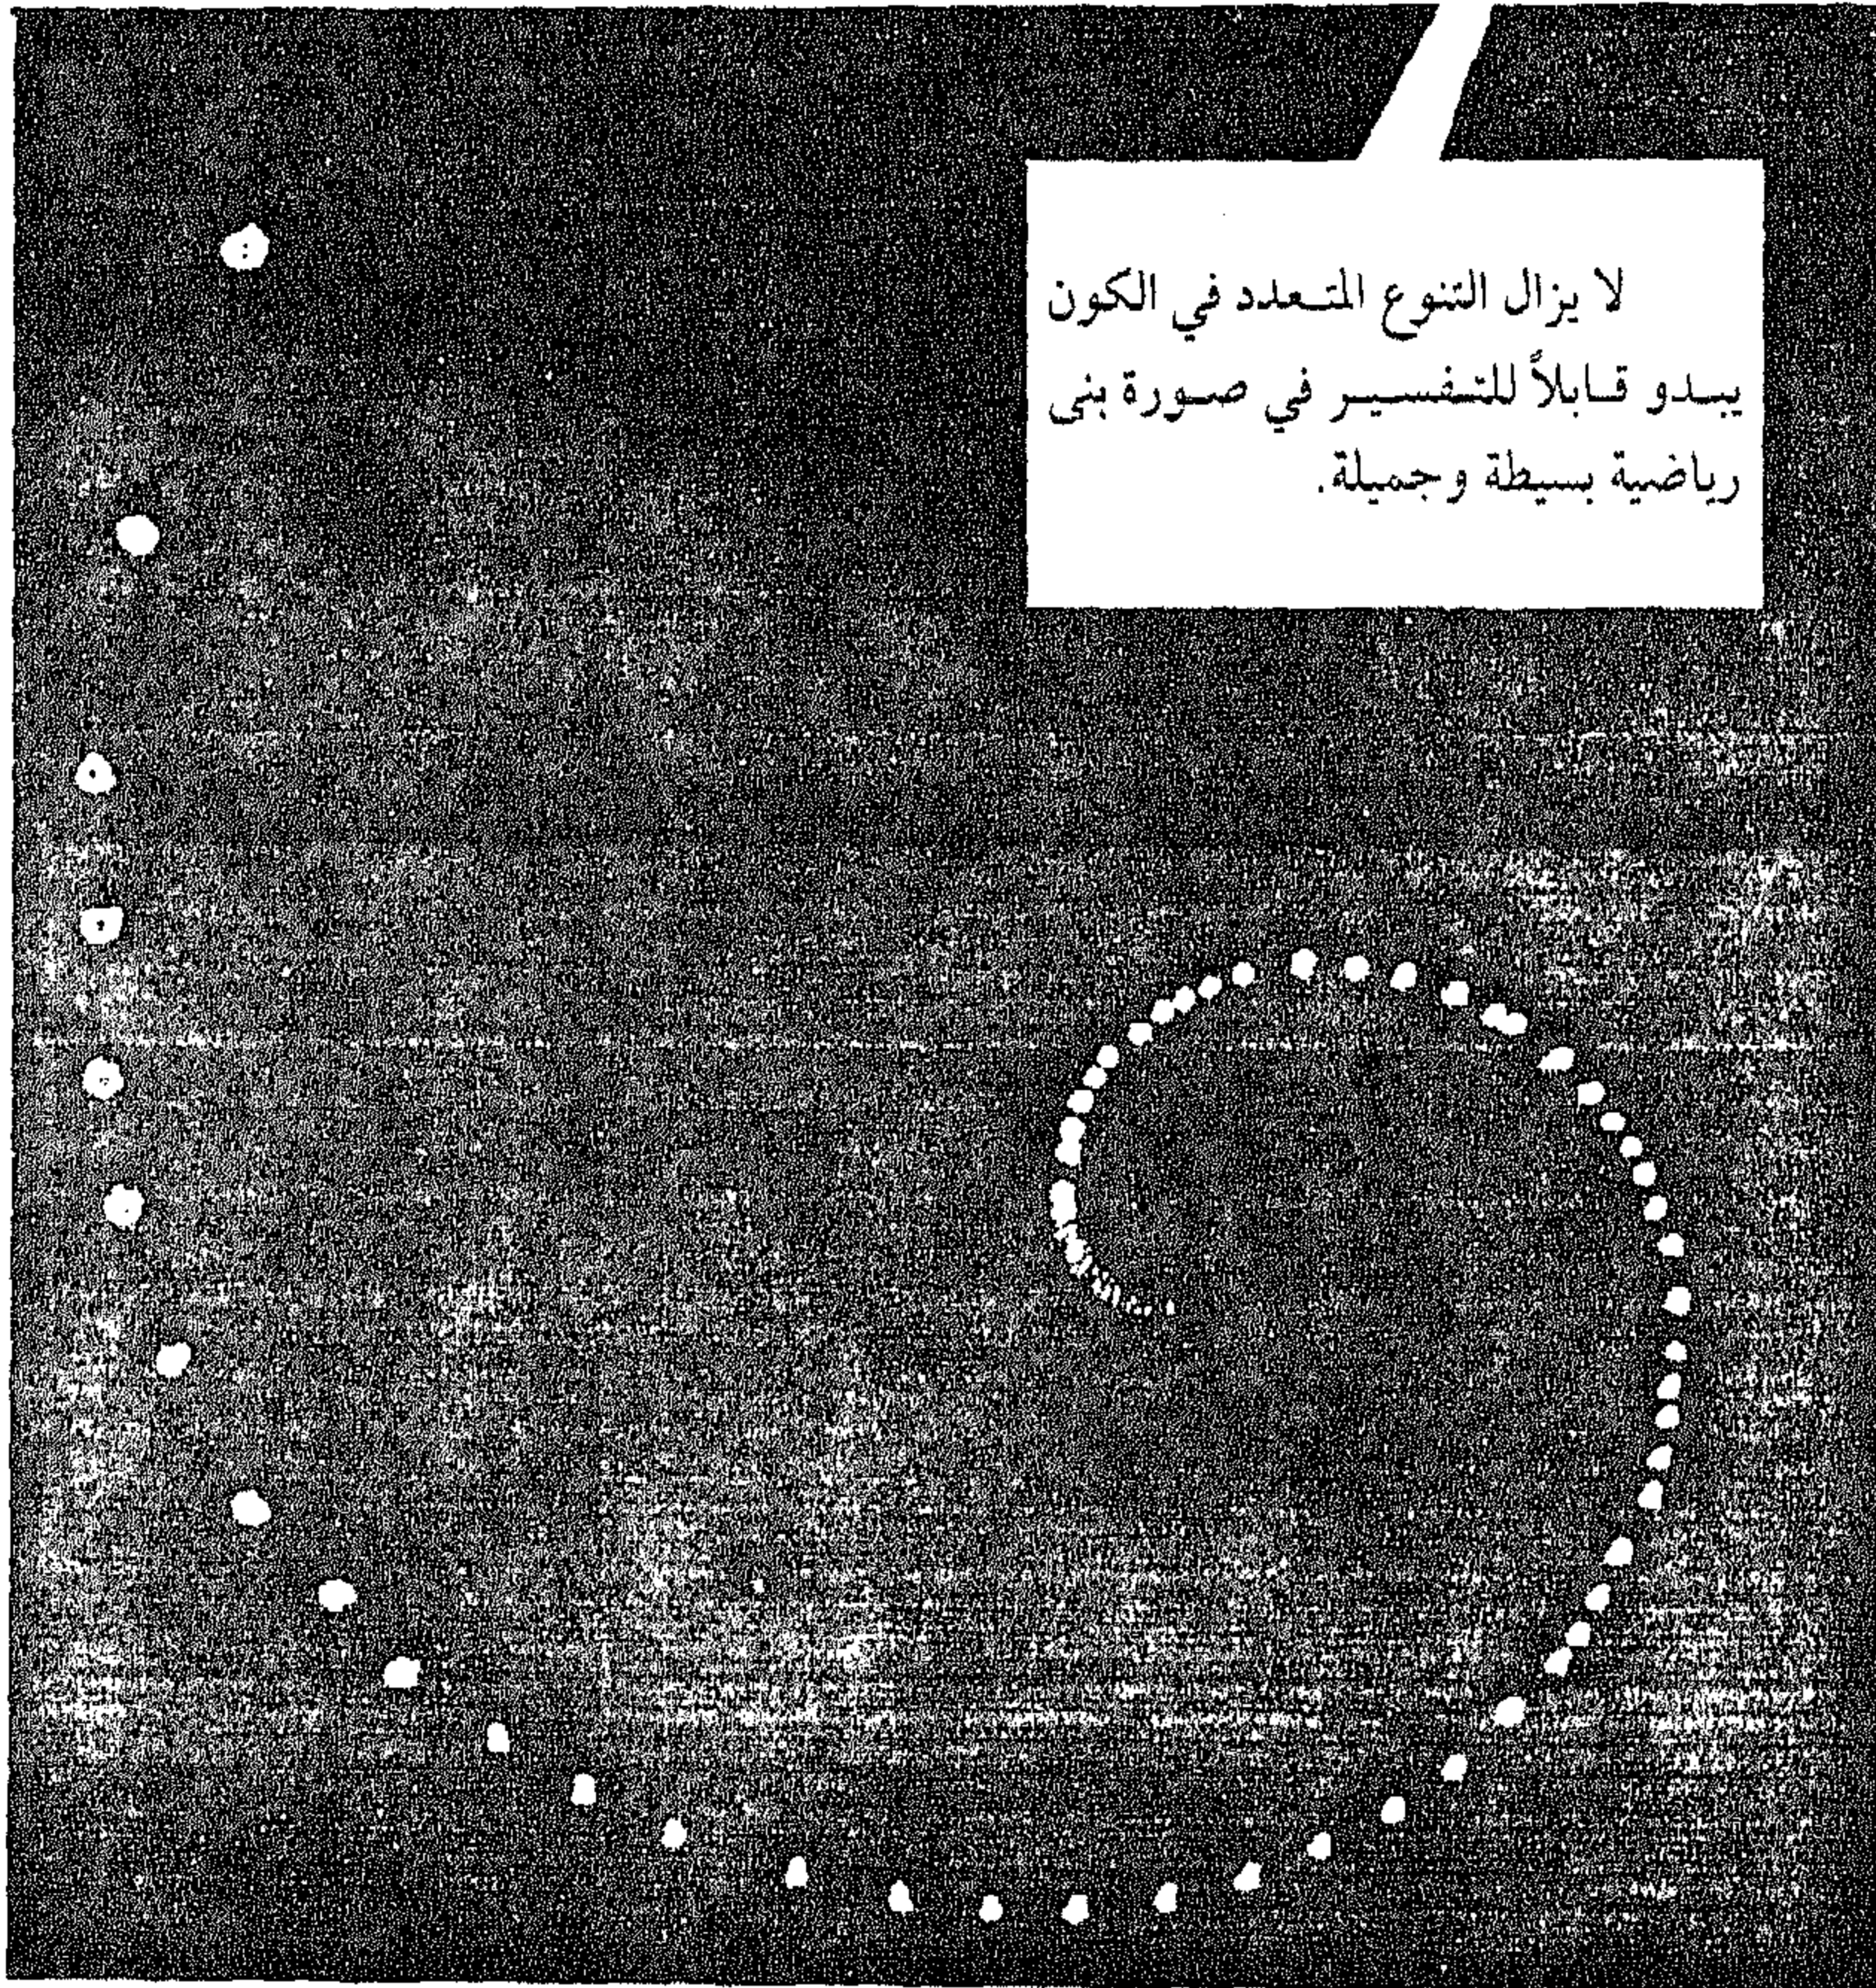 لا يزال التنوع المتعدد في الكون
يبدو قابلاً للتفسير في صورة بنى
رياضية بسيطة وجميلة.